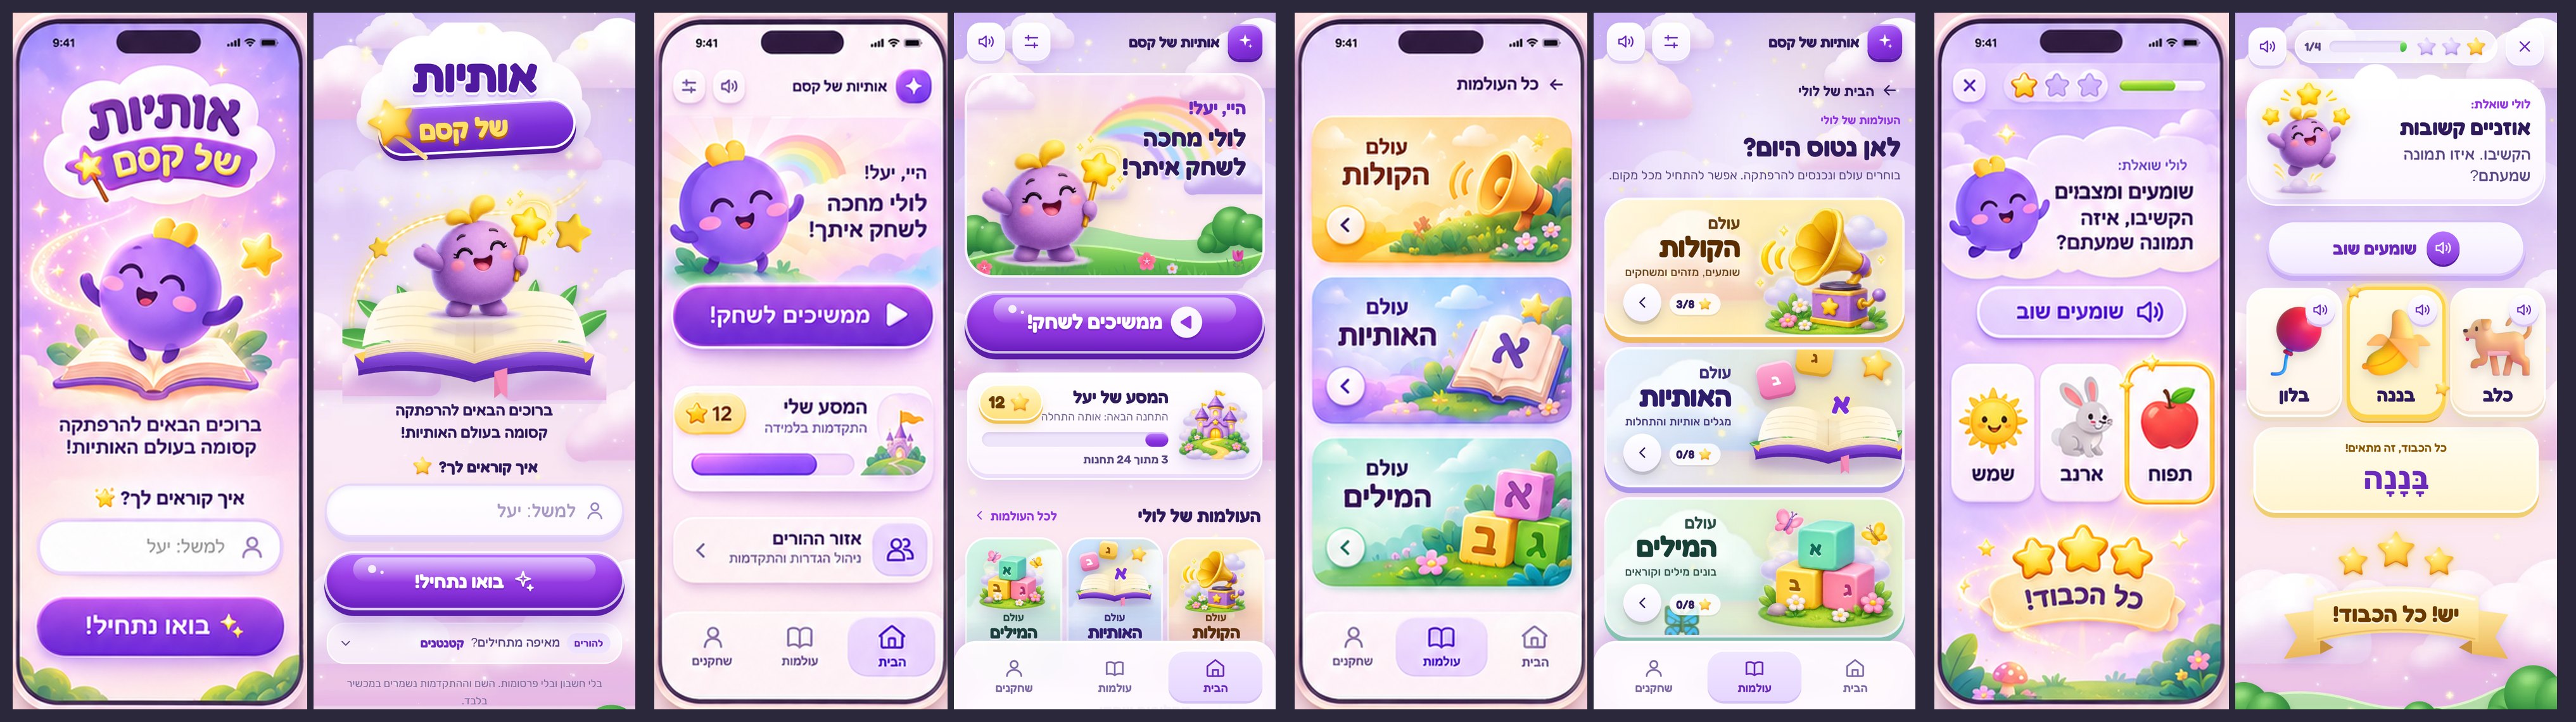 9:41
אותיות
של קסם
ברוכים הבאים להרפתקה
קסומה בעולם האותיות!
איך קוראים לך?
למשל: יעל
בואו נתחיל!
אותיות
של קסם
ברוכים הבאים להרפתקה
קסומה בעולם האותיות!
איך קוראים לך?
למשל: יעל
בואו נתחיל!
להורים
מאיפה מתחילים? קטנטנים
בלי חשבון ובלי פרסומות. השם וההתקדמות נשמרים במכשיר
בלבד.
9:41
אותיות של קסם
היי, יעל!
לולי מחכה
לשחק איתך!
ממשיכים לשחק!
המסע שלי
התקדמות בלמידה
12
אזור ההורים
ניהול הגדרות והתקדמות
הבית
עולמות
שחקנים
אותיות של קסם
היי, יעל!
לולי מחכה
לשחק איתך!
ממשיכים לשחק!
המסע של יעל
התחנה הבאה: אותה התחלה
12
3 מתוך 24 תחנות
העולמות של לולי
לכל העולמות
עולם
הקולות
עולם
האותיות
עולם
המילים
הבית
עולמות
שחקנים
9:41
כל העולמות
עולם
הקולות
עולם
האותיות
א
עולם
המילים
א
ב
ג
הבית
עולמות
שחקנים
אותיות של קסם
הבית של לולי
העולמות של לולי
לאן נטוס היום?
בוחרים עולם ונכנסים להרפתקה. אפשר להתחיל מכל מקום.
עולם
הקולות
שומעים, מזהים ומשחקים
3/8
עולם
האותיות
מגלים אותיות והתחלות
0/8
ג
ב
א
עולם
המילים
בונים מילים וקוראים
0/8
א
ב
ג
הבית
עולמות
שחקנים
9:41
לולי שואלת:
שומעים ומצבנים
הקשיבו, איזה
תמונה שמעתם?
שומעים שוב
תפוח
ארנב
שמש
כל הכבוד!
1/4
לולי שואלת:
אוזניים קשובות
הקשיבו. איזו תמונה
שמעתם?
שומעים שוב
כלב
בננה
בלון
כל הכבוד, זה מתאים!
בָּנָנָה
יש! כל הכבוד!